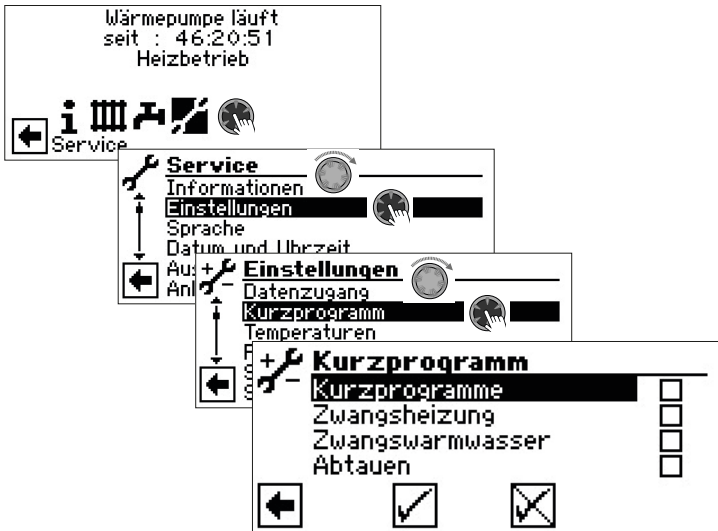 Wärmepumpe läuft
seit : 46:20:51
Heizbetrieb
Service
Service
Informationen
Einstellungen
Sprache
Datum und Uhrzeit
Einstellungen
Datenzugang
Kurzprogramm
Temperaturen
Kurzprogramm
Kurzprogramme
Zwangsheizung
Zwangswarmwasser
Abtauen